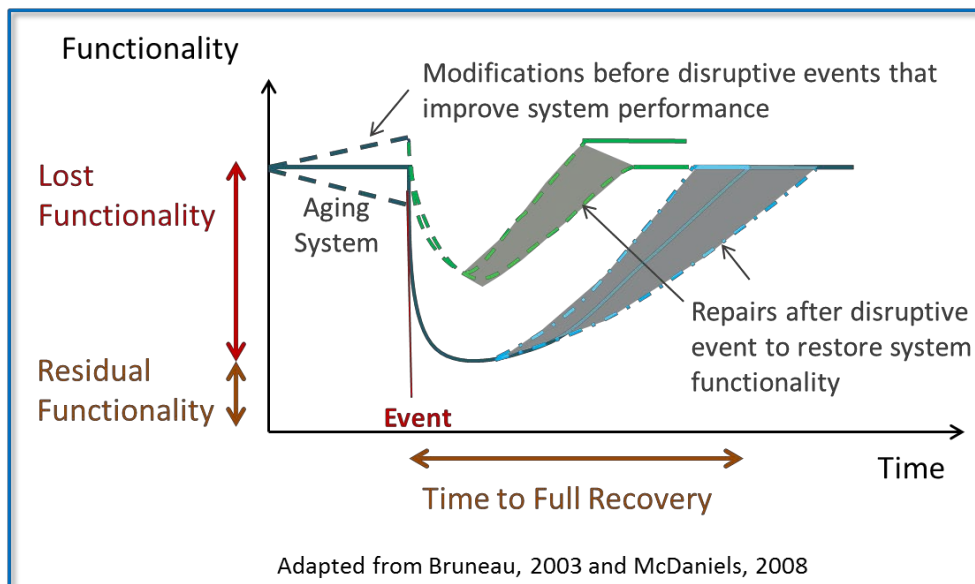 Functionality
Modifications before disruptive events that
improve system performance
Lost
Functionality
Aging
System
Repairs after disruptive
event to restore system
functionality
Residual
Functionality
Event
Time
Time to Full Recovery
Adapted from Bruneau, 2003 and McDaniels, 2008